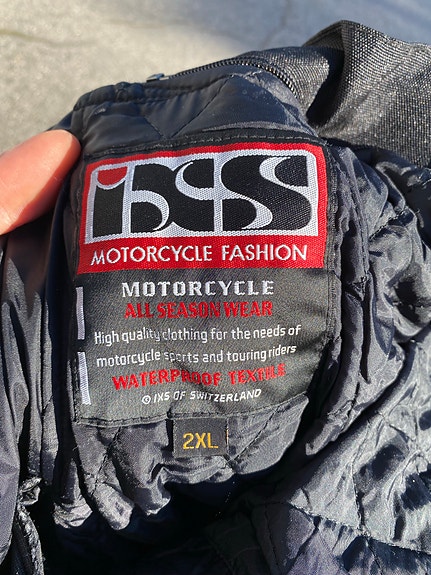 iXS
MOTORCYCLE FASHION
MOTORCYCLE
ALL SEASON WEAR
High quality clothing for the needs of
motorcycle sports and touring riders
WATERPROOF TEXTILE
© IXS OF SWITZERLAND
2XL